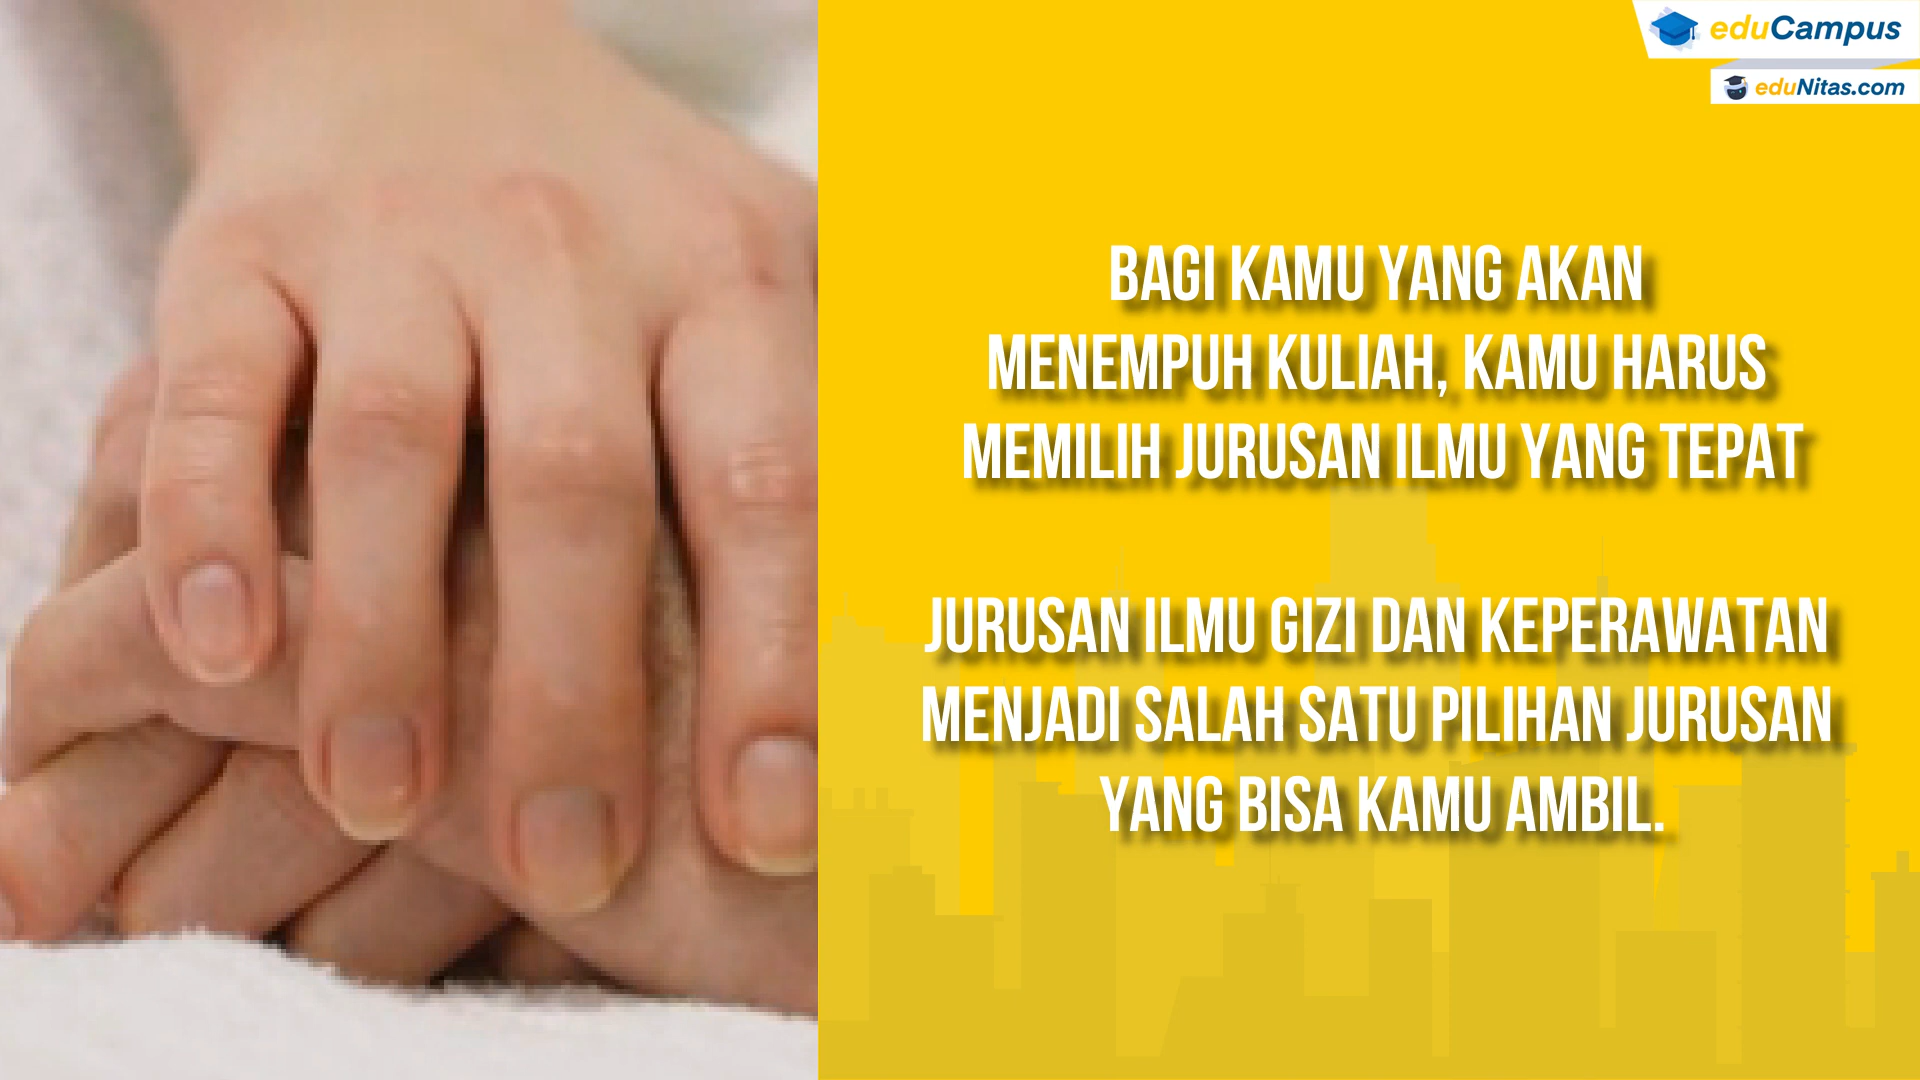 eduCampus
eduNitas.com
BAGI KAMU YANG AKAN
MENEMPUH KULIAH, KAMU HARUS
MEMILIH JURUSAN ILMU YANG TEPAT
JURUSAN ILMU GIZI DAN KEPERAWATAN
MENJADI SALAH SATU PILIHAN JURUSAN
YANG BISA KAMU AMBIL.